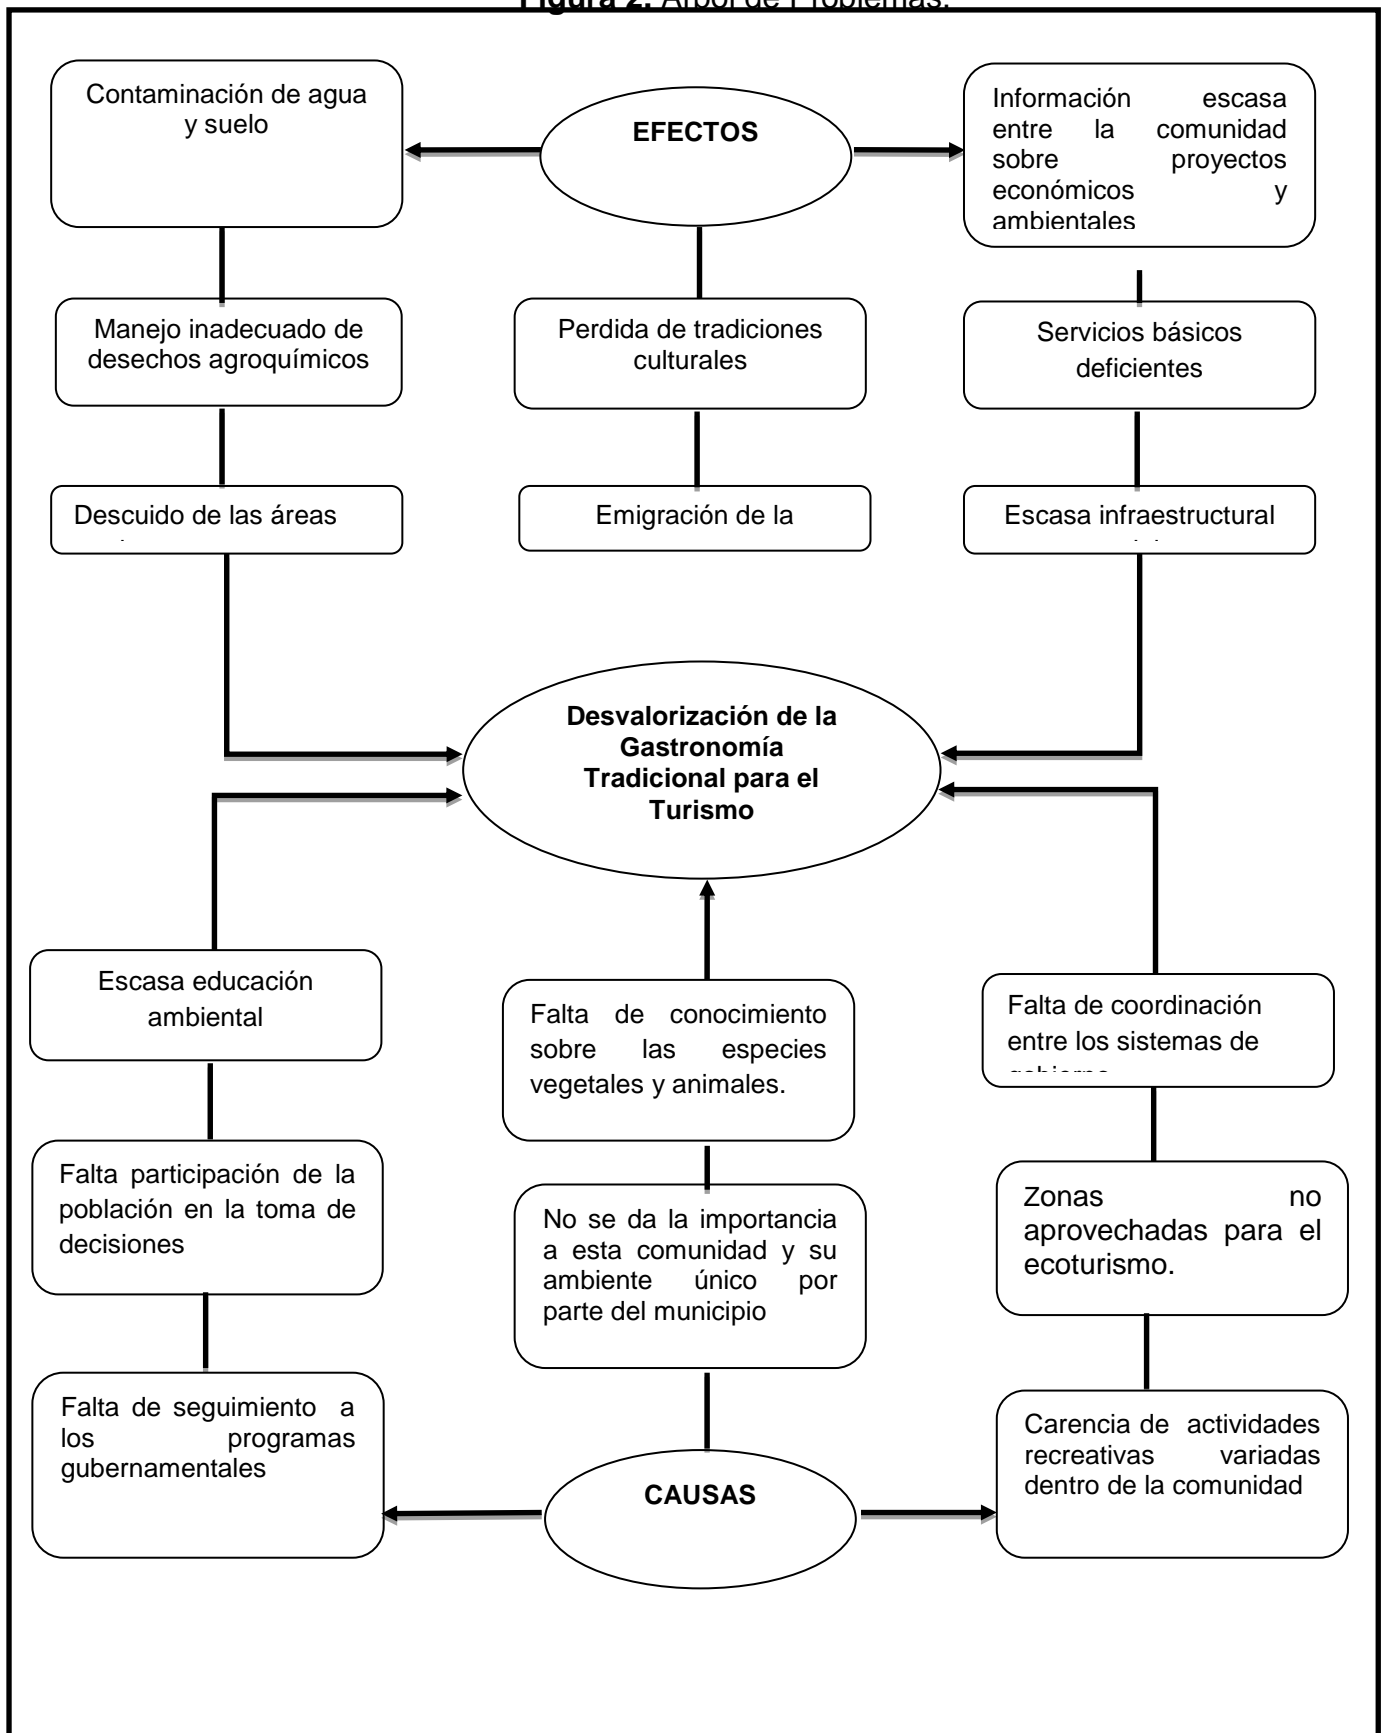 Figura 2. Árbol de Problemas.
Contaminación de agua
y suelo
EFECTOS
Información escasa
entre la comunidad
sobre proyectos
económicos y
ambientales
Manejo inadecuado de
desechos agroquímicos
Perdida de tradiciones
culturales
Servicios básicos
deficientes
Descuido de las áreas
Emigración de la
Escasa infraestructural
Desvalorización de la
Gastronomía
Tradicional para el
Turismo
Escasa educación
ambiental
Falta de conocimiento
sobre las especies
vegetales y animales.
Falta de coordinación
entre los sistemas de
gobierno
Falta participación de la
población en la toma de
decisiones
No se da la importancia
a esta comunidad y su
ambiente único por
parte del municipio
Zonas no
aprovechadas para el
ecoturismo.
Falta de seguimiento a
los programas
gubernamentales
CAUSAS
Carencia de actividades
recreativas variadas
dentro de la comunidad